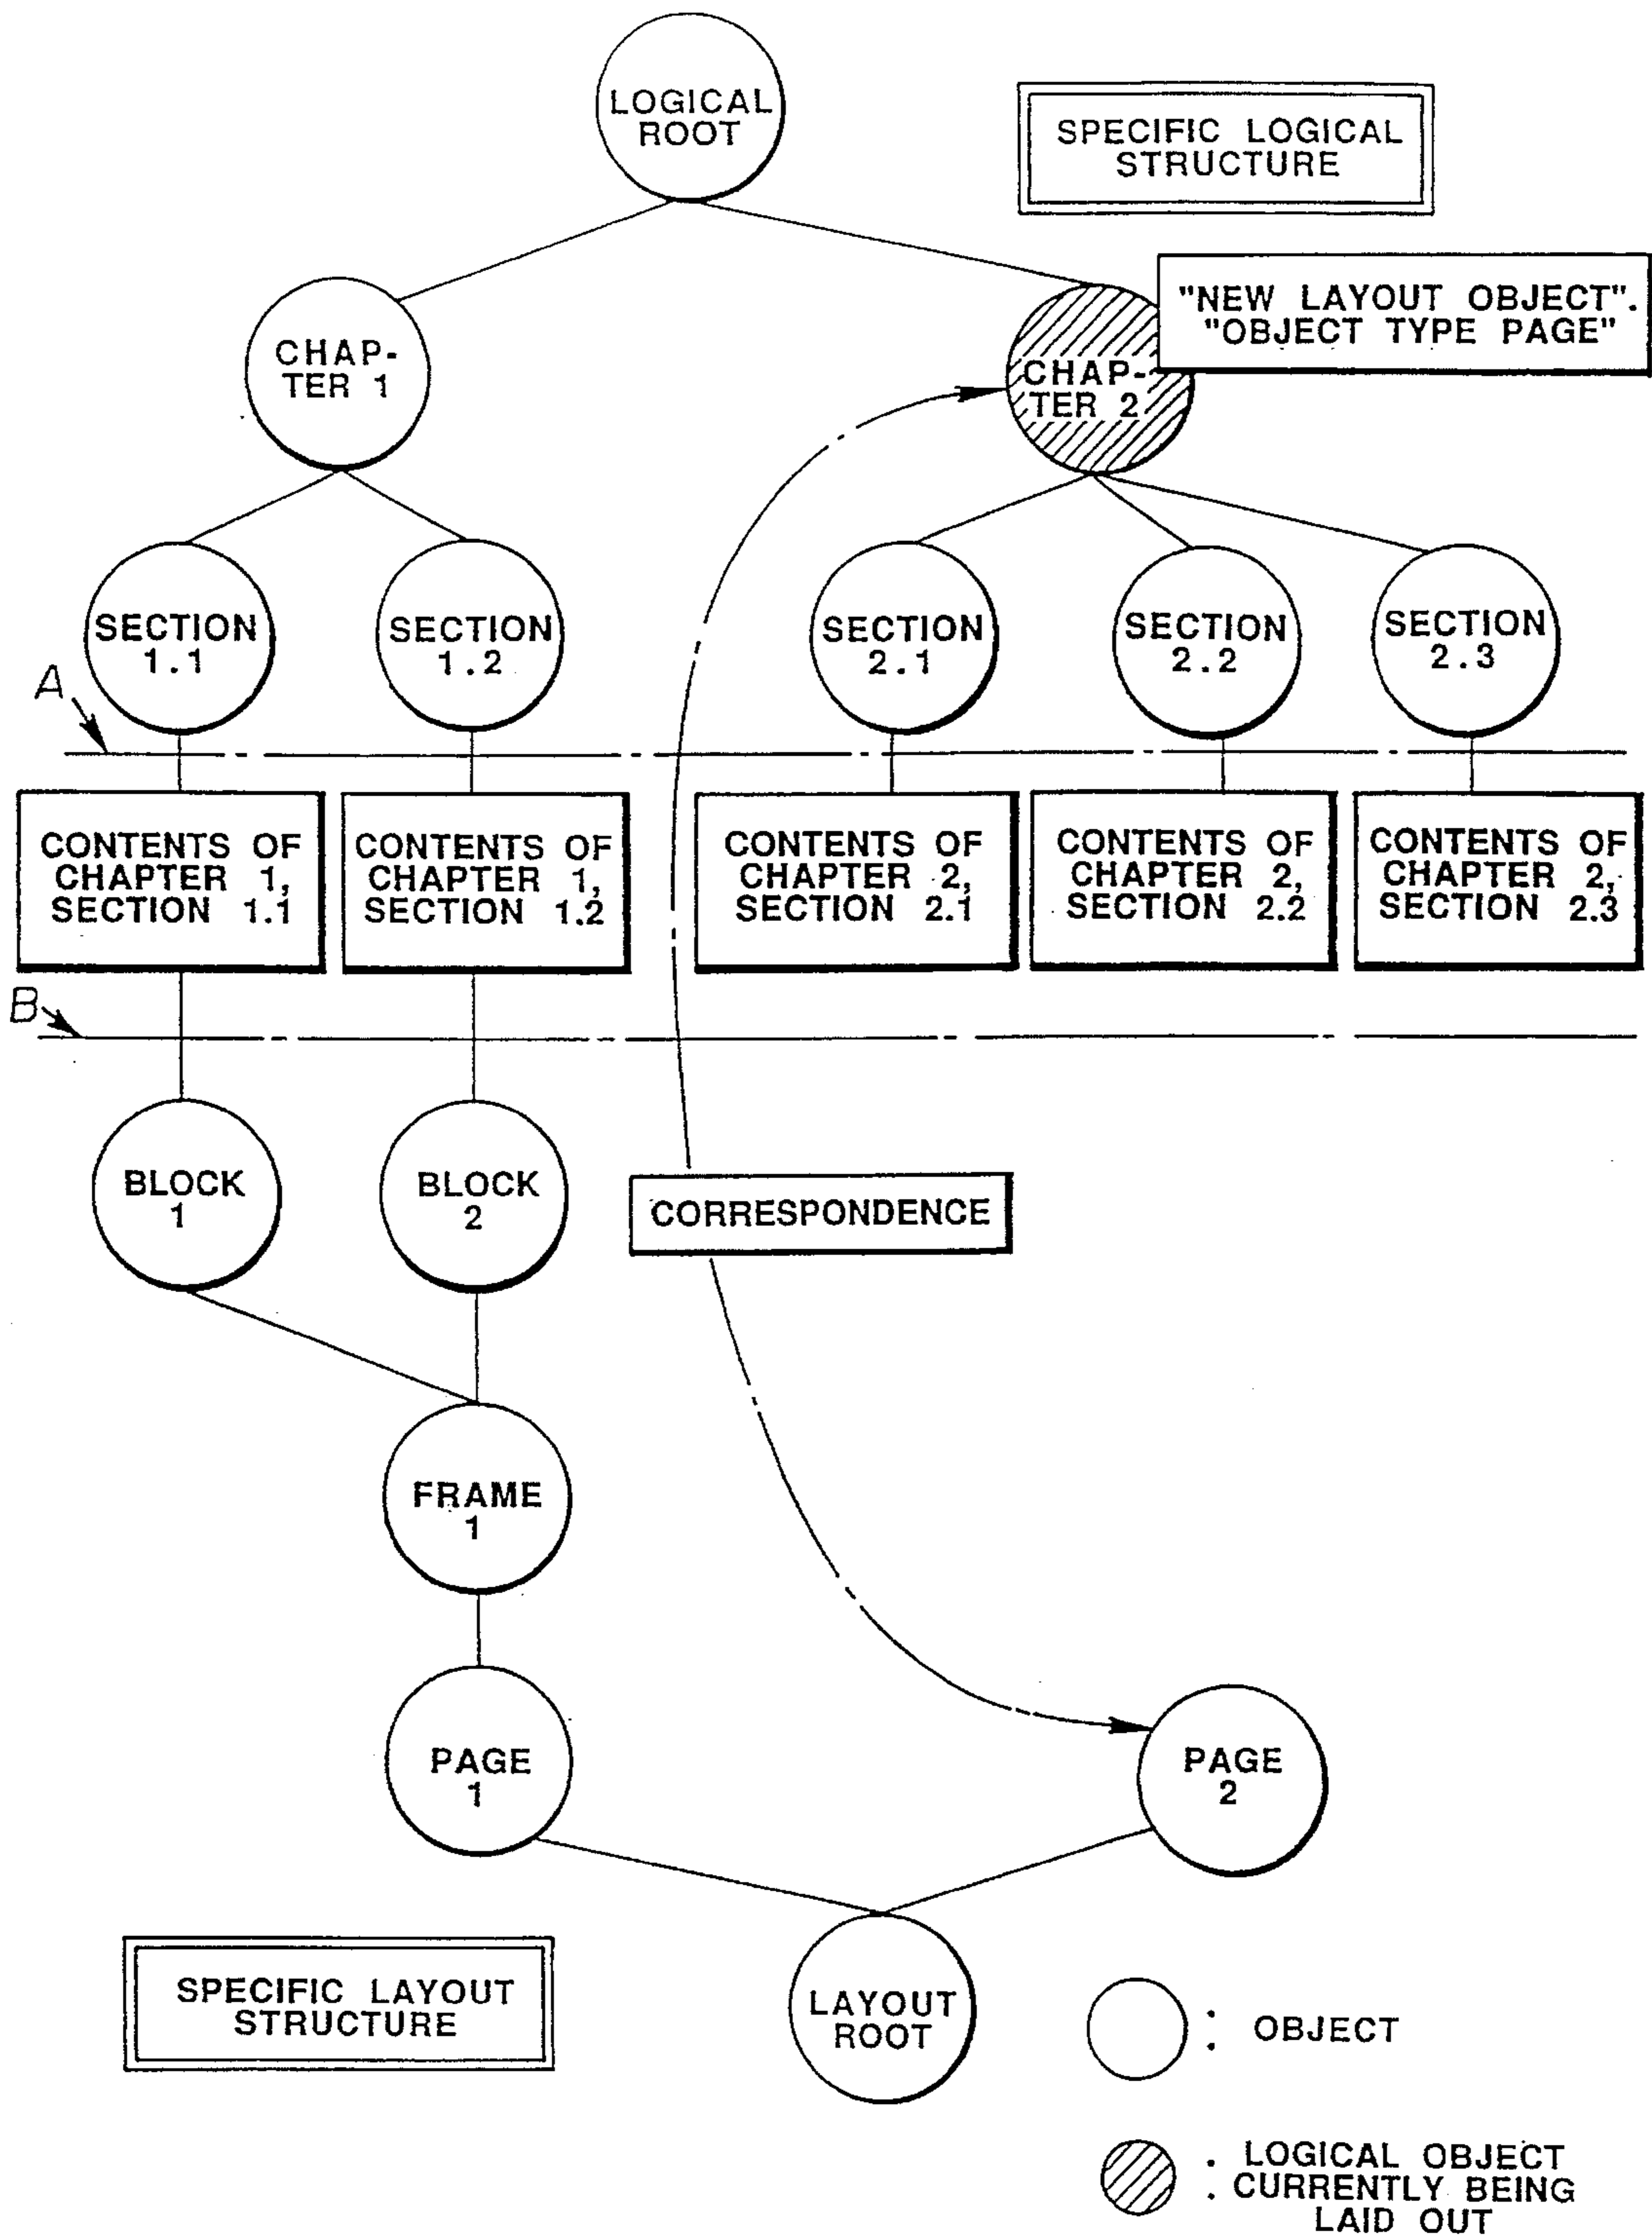 LOGICAL
ROOT
SPECIFIC LOGICAL
STRUCTURE
"NEW LAYOUT OBJECT".
"OBJECT TYPE PAGE"
CHAP-
TER 1
CHAP-
TER 2
SECTION
1.1
SECTION
1.2
SECTION
2.1
SECTION
2.2
SECTION
2.3
A
CONTENTS OF
CHAPTER 1,
SECTION 1.1
CONTENTS OF
CHAPTER 1,
SECTION 1.2
CONTENTS OF
CHAPTER 2,
SECTION 2.1
CONTENTS OF
CHAPTER 2,
SECTION 2.2
CONTENTS OF
CHAPTER 2,
SECTION 2.3
B
BLOCK
1
BLOCK
2
CORRESPONDENCE
FRAME
1
PAGE
1
PAGE
2
SPECIFIC LAYOUT
STRUCTURE
LAYOUT
ROOT
: OBJECT
: LOGICAL OBJECT
CURRENTLY BEING
LAID OUT